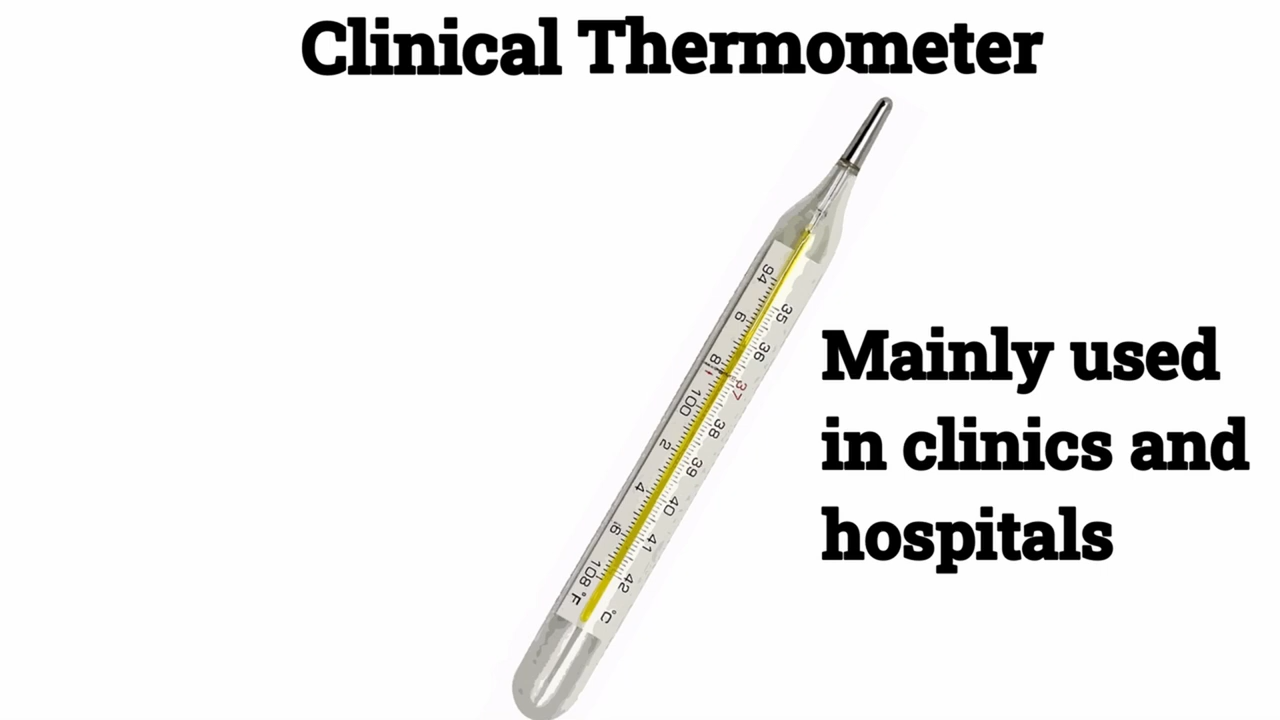 Clinical Thermometer
94
35
6
36
8
37
100
38
2
39
4
40
6
41
108 °F
42
°C
Mainly used
in clinics and
hospitals